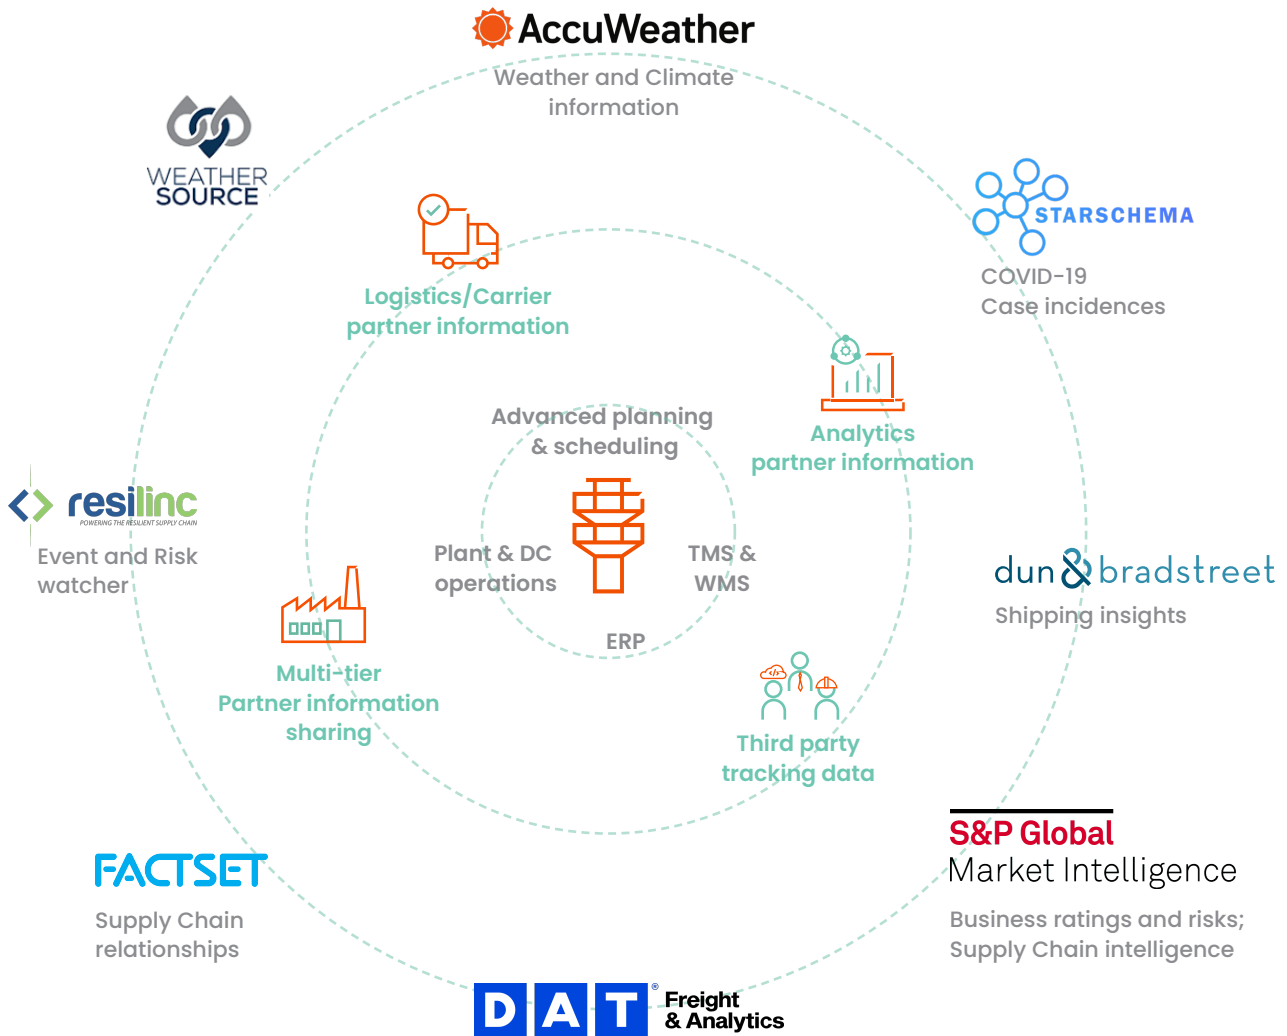 AccuWeather
Weather and Climate
information
WEATHER
SOURCE
STARSCHEMA
COVID-19
Case incidences
Logistics/Carrier
partner information
Analytics
partner information
Advanced planning
& scheduling
Plant & DC
operations
TMS &
WMS
ERP
resilinc
POWERING THE RESILIENT SUPPLY CHAIN
Event and Risk
watcher
dun & bradstreet
Shipping insights
Multi-tier
Partner information
sharing
</>
Third party
tracking data
FACTSET
Supply Chain
relationships
S&P Global
Market Intelligence
Business ratings and risks;
Supply Chain intelligence
DAT®
Freight
& Analytics